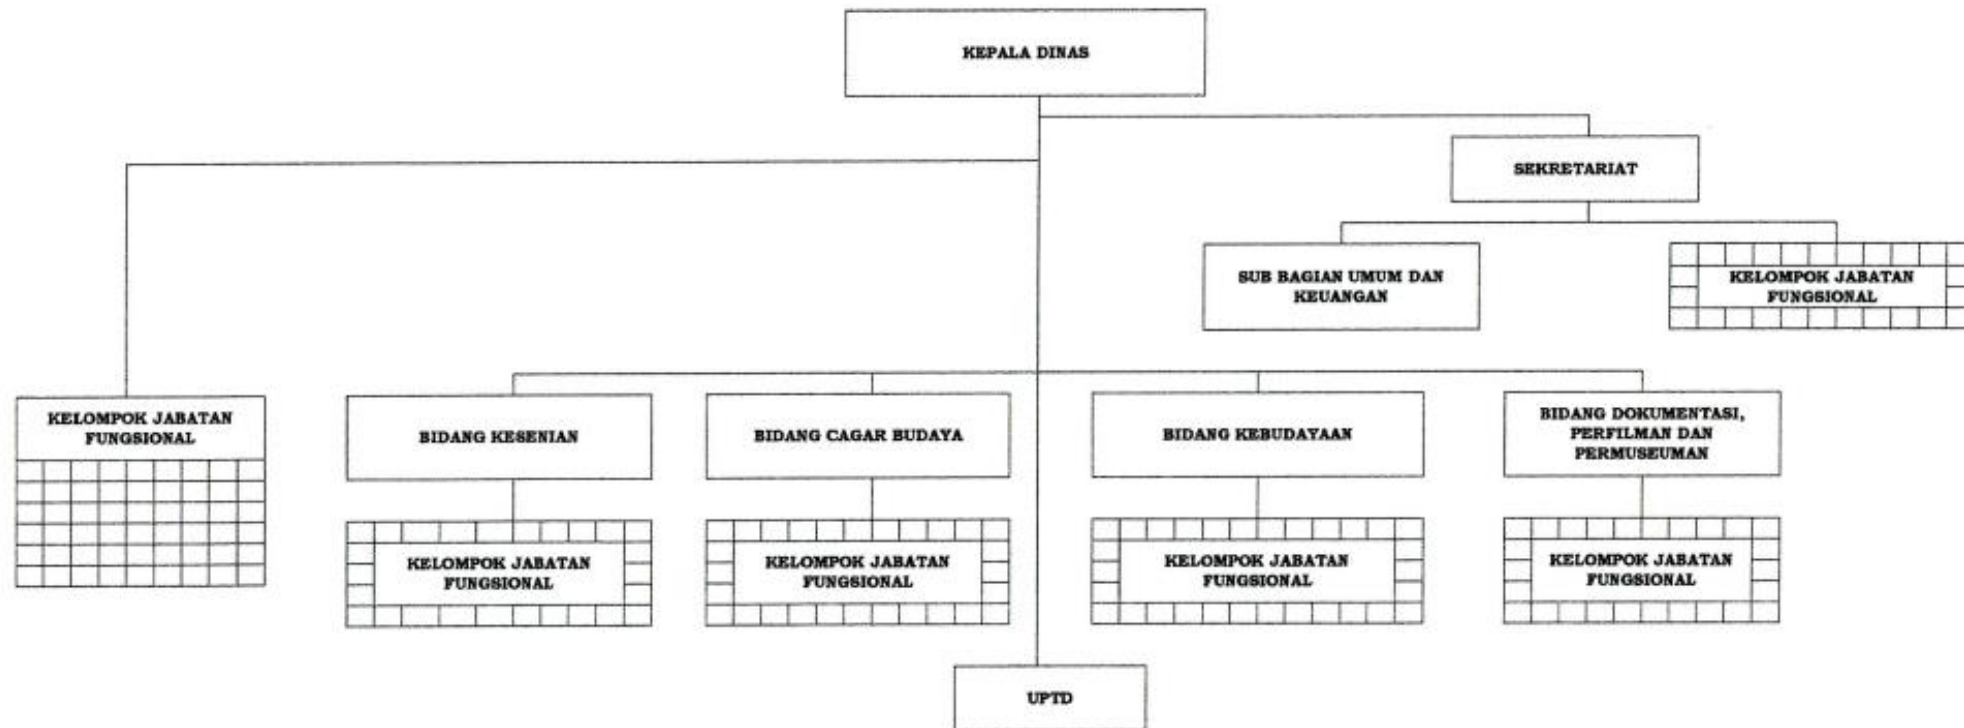 KEPALA DINAS
SEKRETARIAT
SUB BAGIAN UMUM DAN
KEUANGAN
KELOMPOK JABATAN
FUNGSIONAL
KELOMPOK JABATAN
FUNGSIONAL
BIDANG KESENIAN
BIDANG CAGAR BUDAYA
BIDANG KEBUDAYAAN
BIDANG DOKUMENTASI,
PERFILMAN DAN
PERMUSEUMAN
KELOMPOK JABATAN
FUNGSIONAL
KELOMPOK JABATAN
FUNGSIONAL
KELOMPOK JABATAN
FUNGSIONAL
KELOMPOK JABATAN
FUNGSIONAL
UPTD